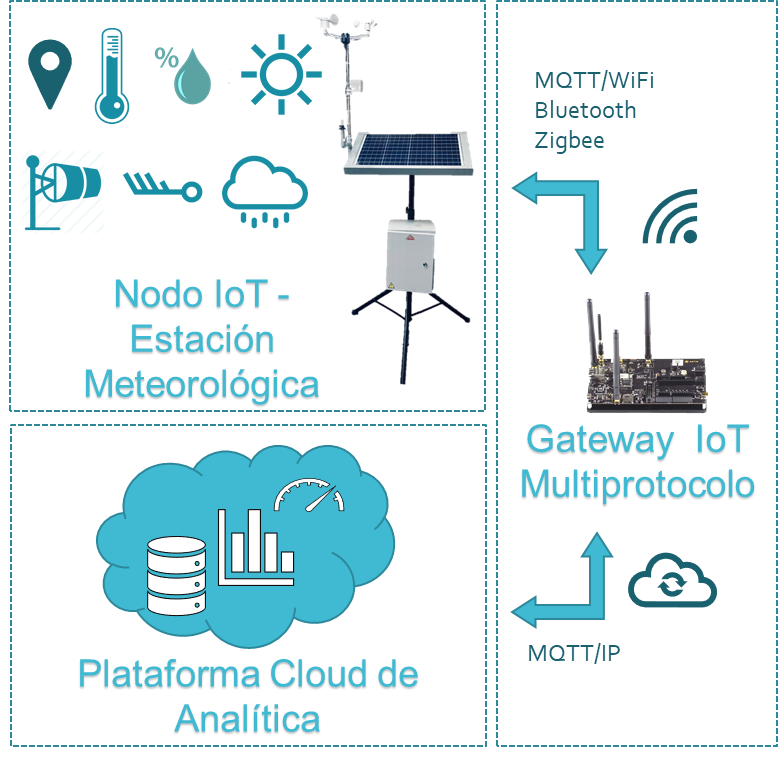 %
Nodo IoT -
Estación
Meteorológica
MQTT/WiFi
Bluetooth
Zigbee
Gateway IoT
Multiprotocolo
MQTT/IP
Plataforma Cloud de
Analítica